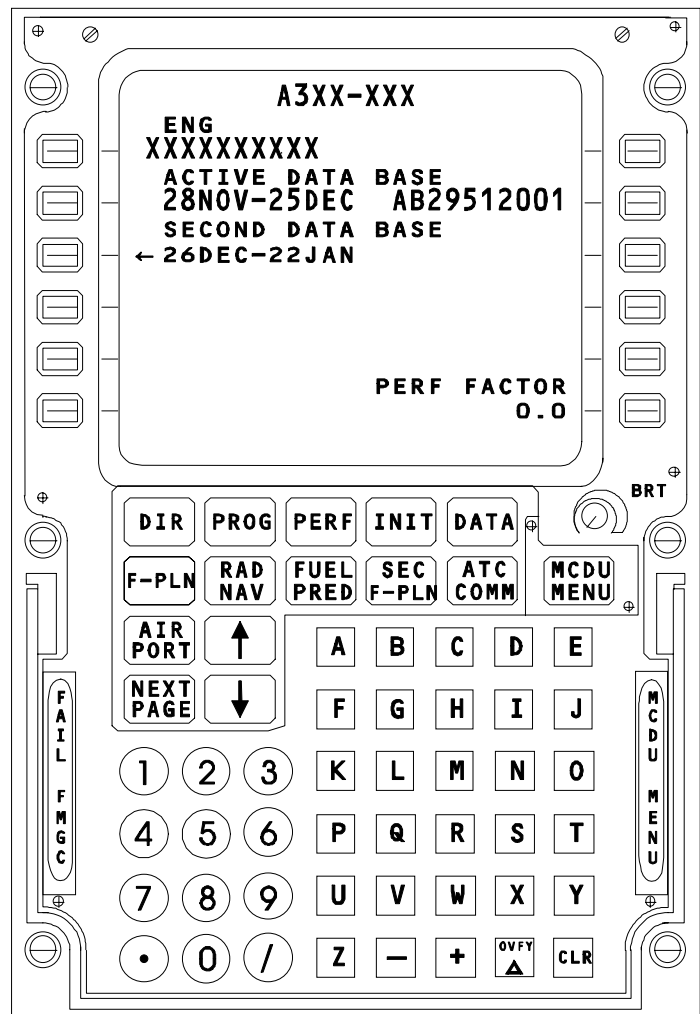 A3XX-XXX
ENG
XXXXXXXXXX
ACTIVE DATA BASE
28NOV-25DEC AB29512001
SECOND DATA BASE
←26DEC-22JAN
PERF FACTOR
0.0
BRT
DIR PROG PERF INIT DATA
F-PLN RAD NAV FUEL PRED SEC F-PLN ATC COMM MCDU MENU
AIR PORT ↑
NEXT PAGE ↓
A B C D E
F G H I J
K L M N O
P Q R S T
U V W X Y
Z — + OVFY △ CLR
1 2 3
4 5 6
7 8 9
• 0 /
FAIL FMGC
MCDU MENU